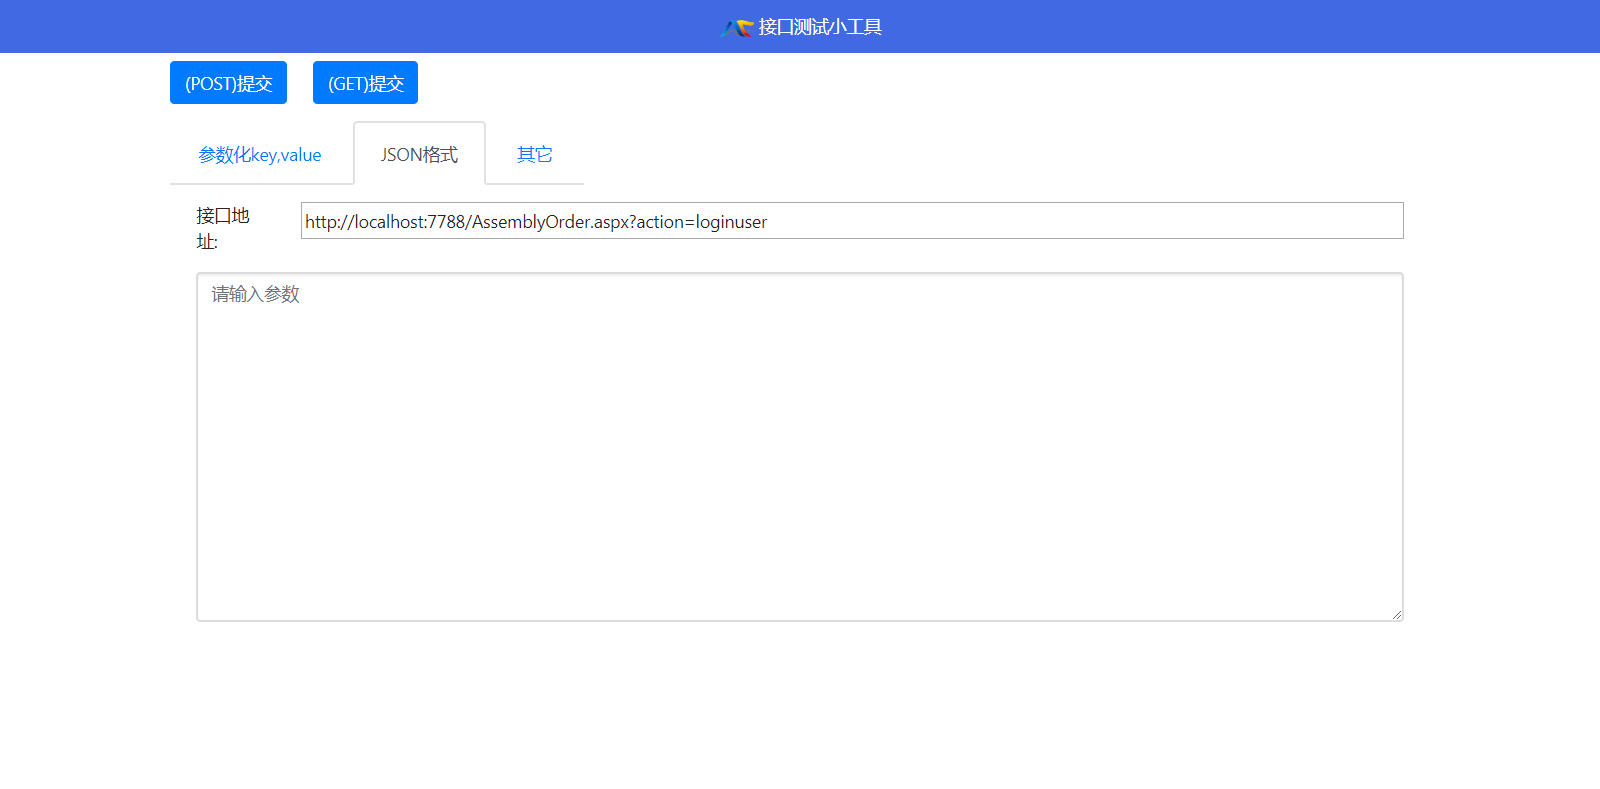 接口测试小工具
(POST)提交 (GET)提交
参数化key,value JSON格式 其它
接口地
址:
http://localhost:7788/AssemblyOrder.aspx?action=loginuser
请输入参数